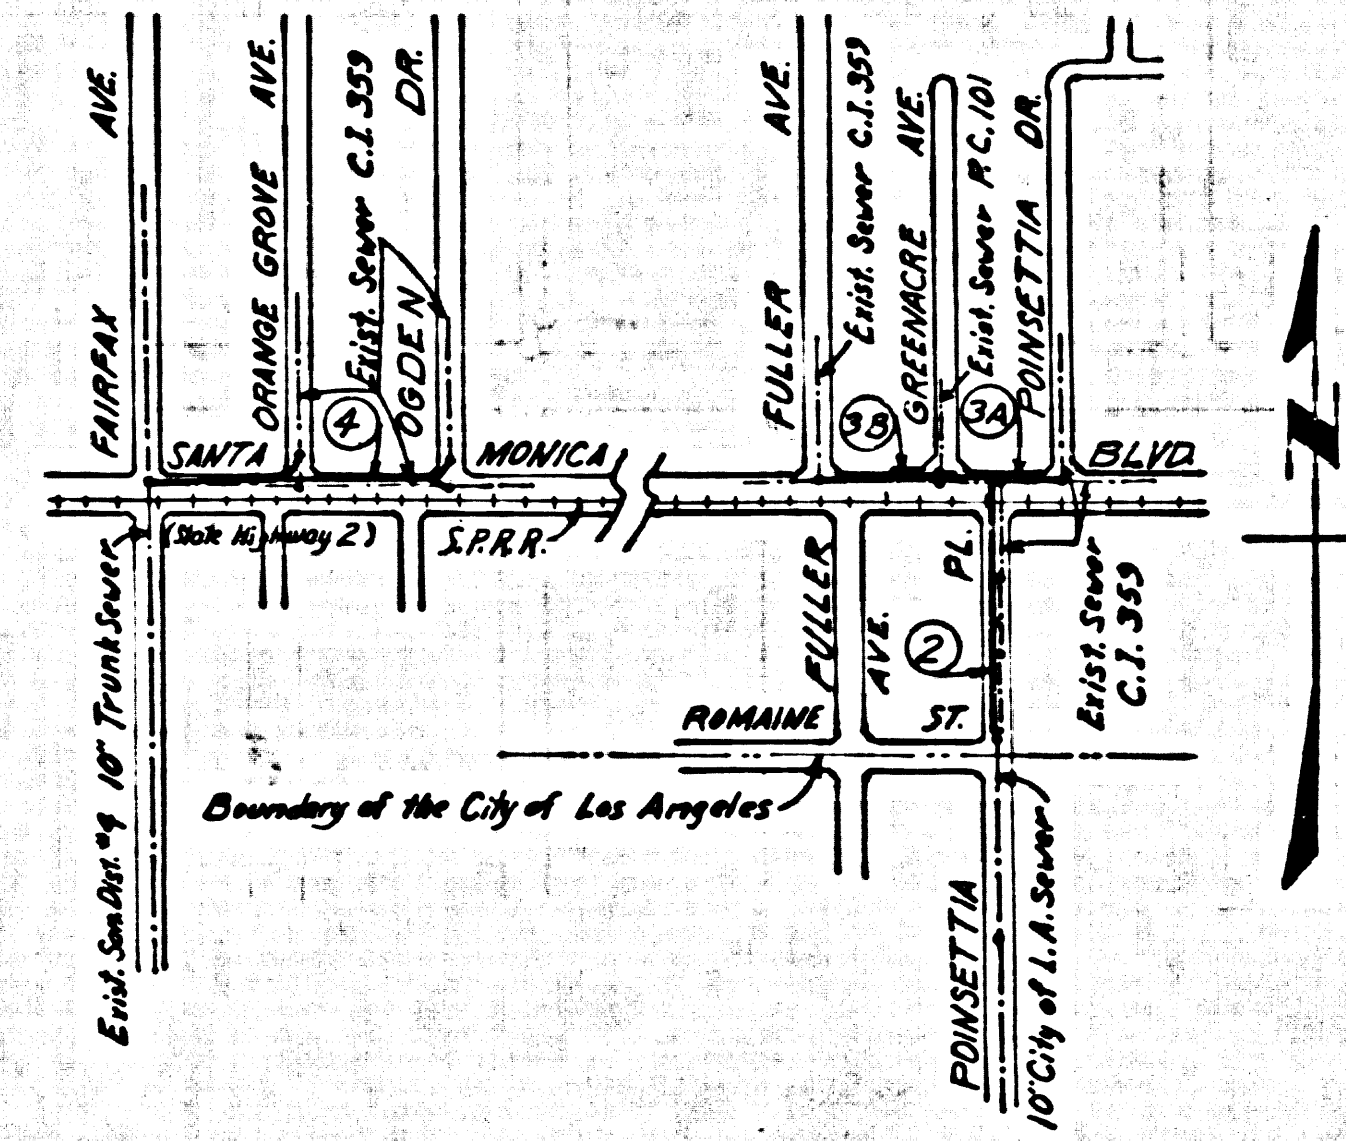 FAIRFAX AVE.
ORANGE GROVE AVE.
Exist. Sewer C.I. 359
OGDEN DR.
FULLER AVE.
Exist. Sewer C.I. 359
GREENACRE AVE.
Exist. Sewer P.C. 101
POINSETTIA DR.
4
3B
3A
SANTA MONICA BLVD.
(State Highway 2)
S.P.R.R.
Exist. San. Dist. #4 10" Trunk Sewer
FULLER AVE.
PL.
2
Exist. Sewer
C.I. 359
N
ROMAINE ST.
Boundary of the City of Los Angeles
POINSETTIA
10" City of L.A. Sewer